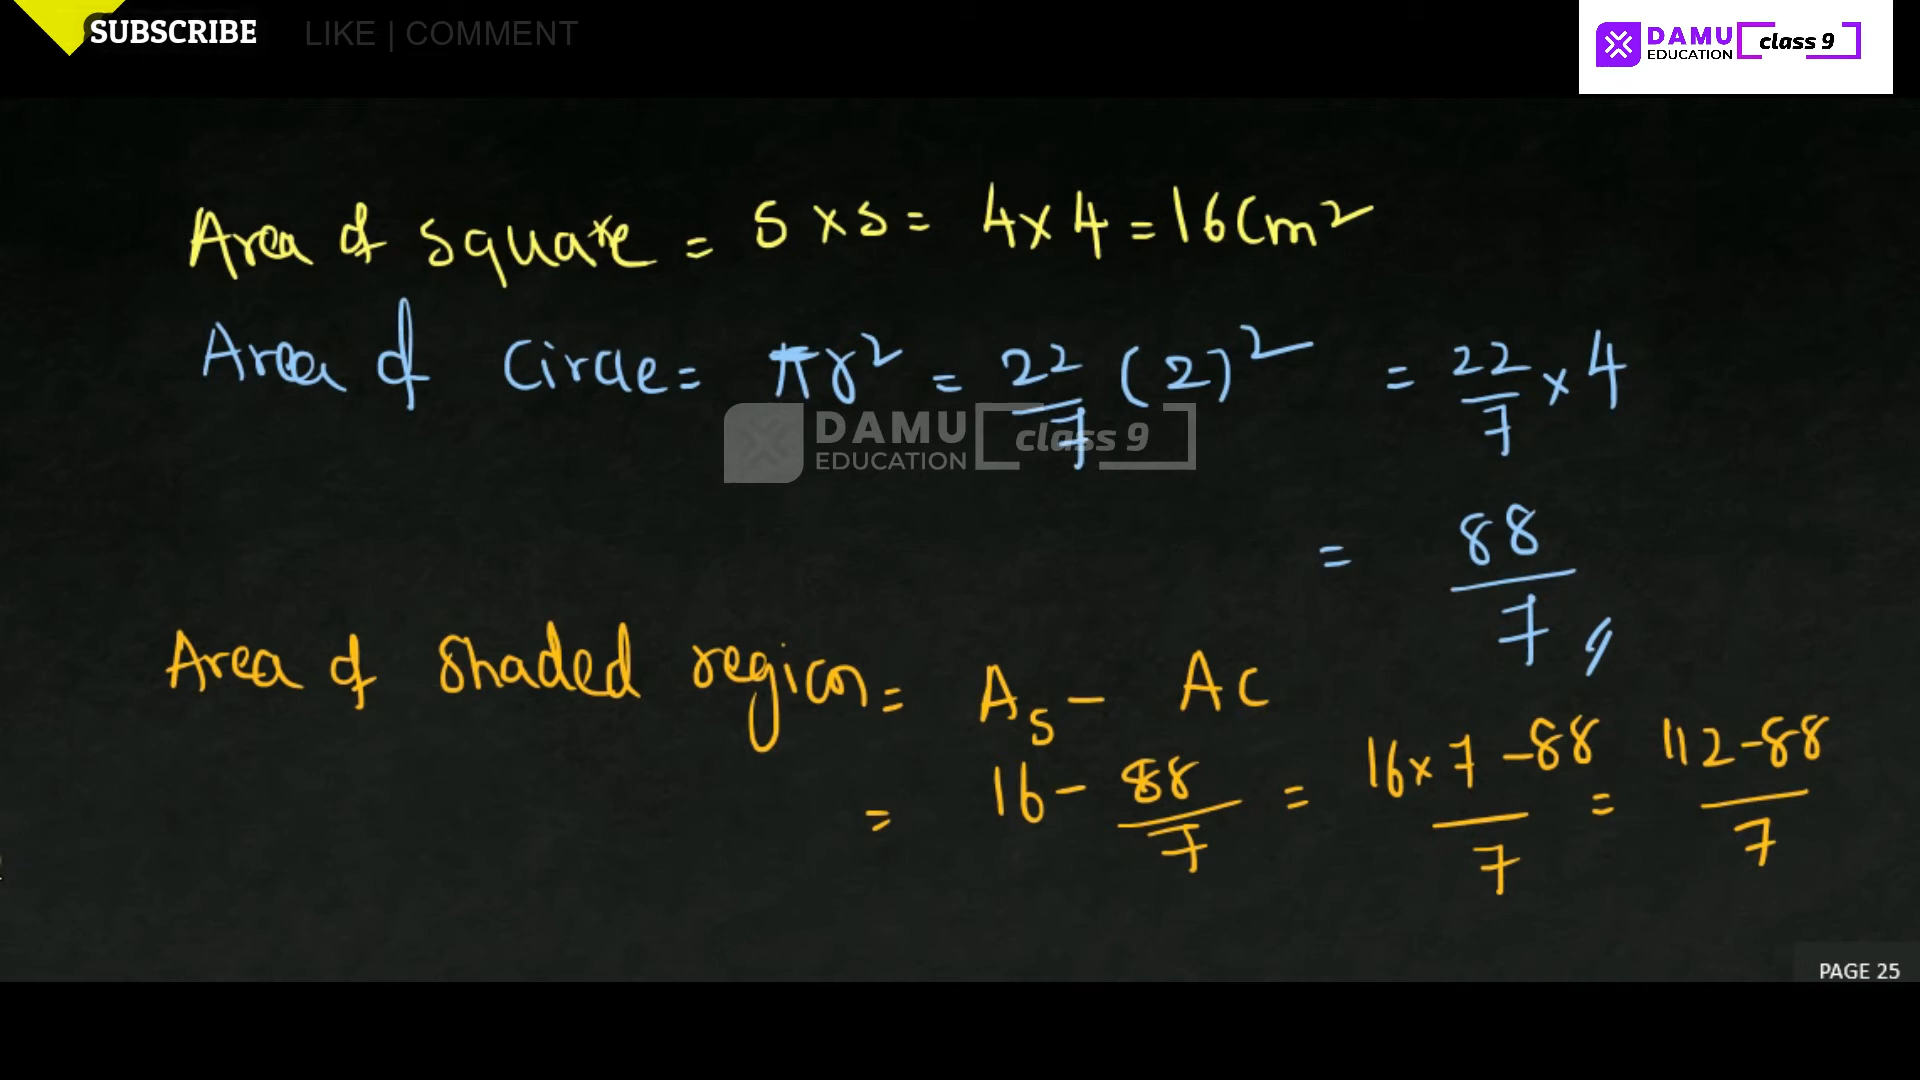 SUBSCRIBE LIKE | COMMENT
DAMU EDUCATION class 9
Area of square = s x s = 4 x 4 = 16 Cm²
Area of Circle = πr² = 22/7 (2)² = 22/7 x 4
DAMU EDUCATION class 9
= 88/7 //
Area of shaded region = A_s - Ac
= 16 - 88/7 = 16 x 7 - 88/7 = 112 - 88/7
PAGE 25